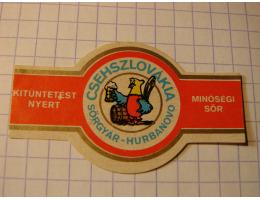 CSEHSZLOVÁKIA
KITÜNTETÉST
NYERT
MINŐSÉGI
SÖR
SÖRGYÁR-HURBANOVO